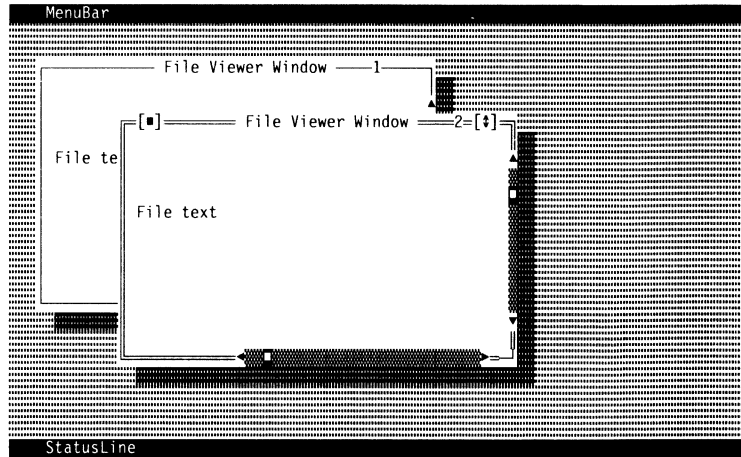 MenuBar
File Viewer Window 1
[■] File Viewer Window 2=[↕]
File te
File text
StatusLine